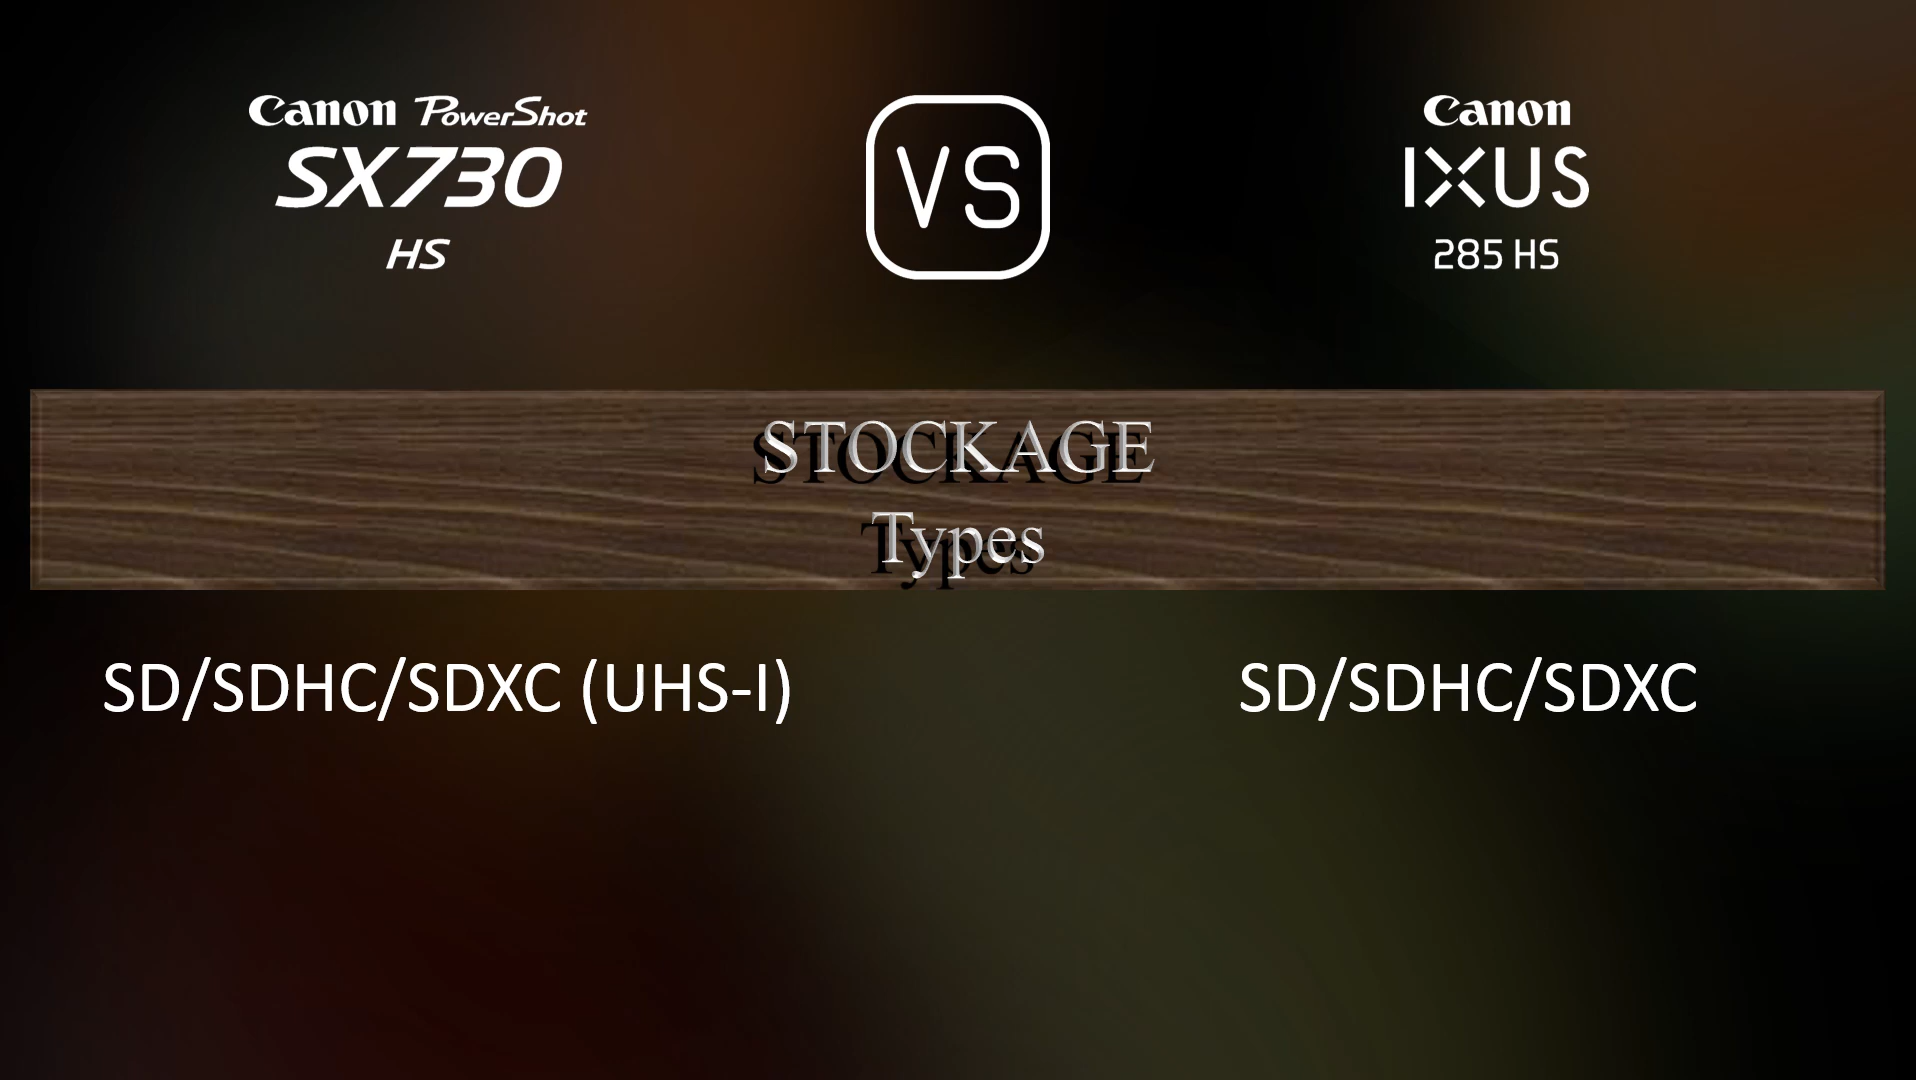 Canon PowerShot
SX730
HS
VS
Canon
IXUS
285 HS
STOCKAGE
Types
SD/SDHC/SDXC (UHS-I)
SD/SDHC/SDXC